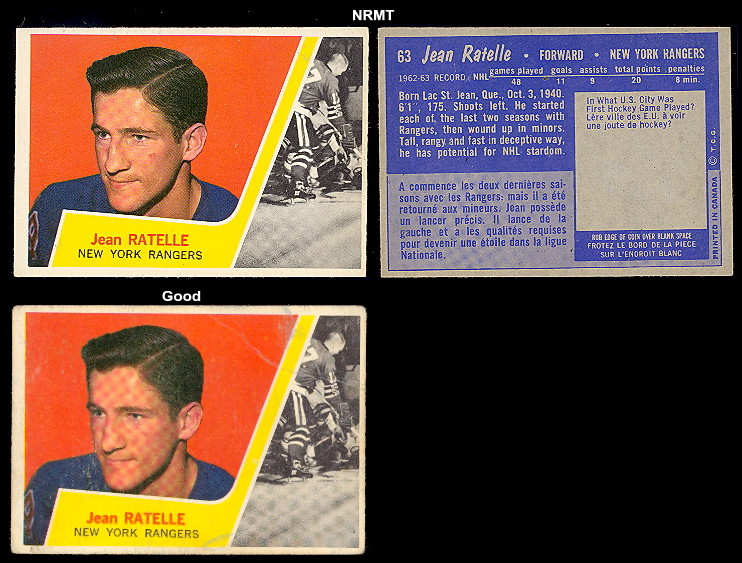 NRMT
Jean RATELLE
NEW YORK RANGERS
63 Jean Ratelle • FORWARD • NEW YORK RANGERS
games played goals assists total points penalties
1962-63 RECORD, NHL 48 11 9 20 8 min.
Born Lac St. Jean, Que., Oct. 3, 1940.
6'1", 175. Shoots left. He started
each of, the last two seasons with
Rangers, then wound up in minors.
Tall, rangy and fast in deceptive way,
he has potential for NHL stardom.
A commence les deux dernières sai-
sons avec les Rangers: mais il a été
retourné aux mineurs. Jean possède
un lancer précis. Il lance de la
gauche et a les qualités requises
pour devenir une étoile dans la ligue
Nationale.
In What U.S. City Was
First Hockey Game Played?
Lère ville des E.U. à voir
une joute de hockey?
RUB EDGE OF COIN OVER BLANK SPACE
FROTEZ LE BORD DE LA PIECE
SUR L'ENDROIT BLANC
PRINTED IN CANADA © T.C.G.
Good
Jean RATELLE
NEW YORK RANGERS